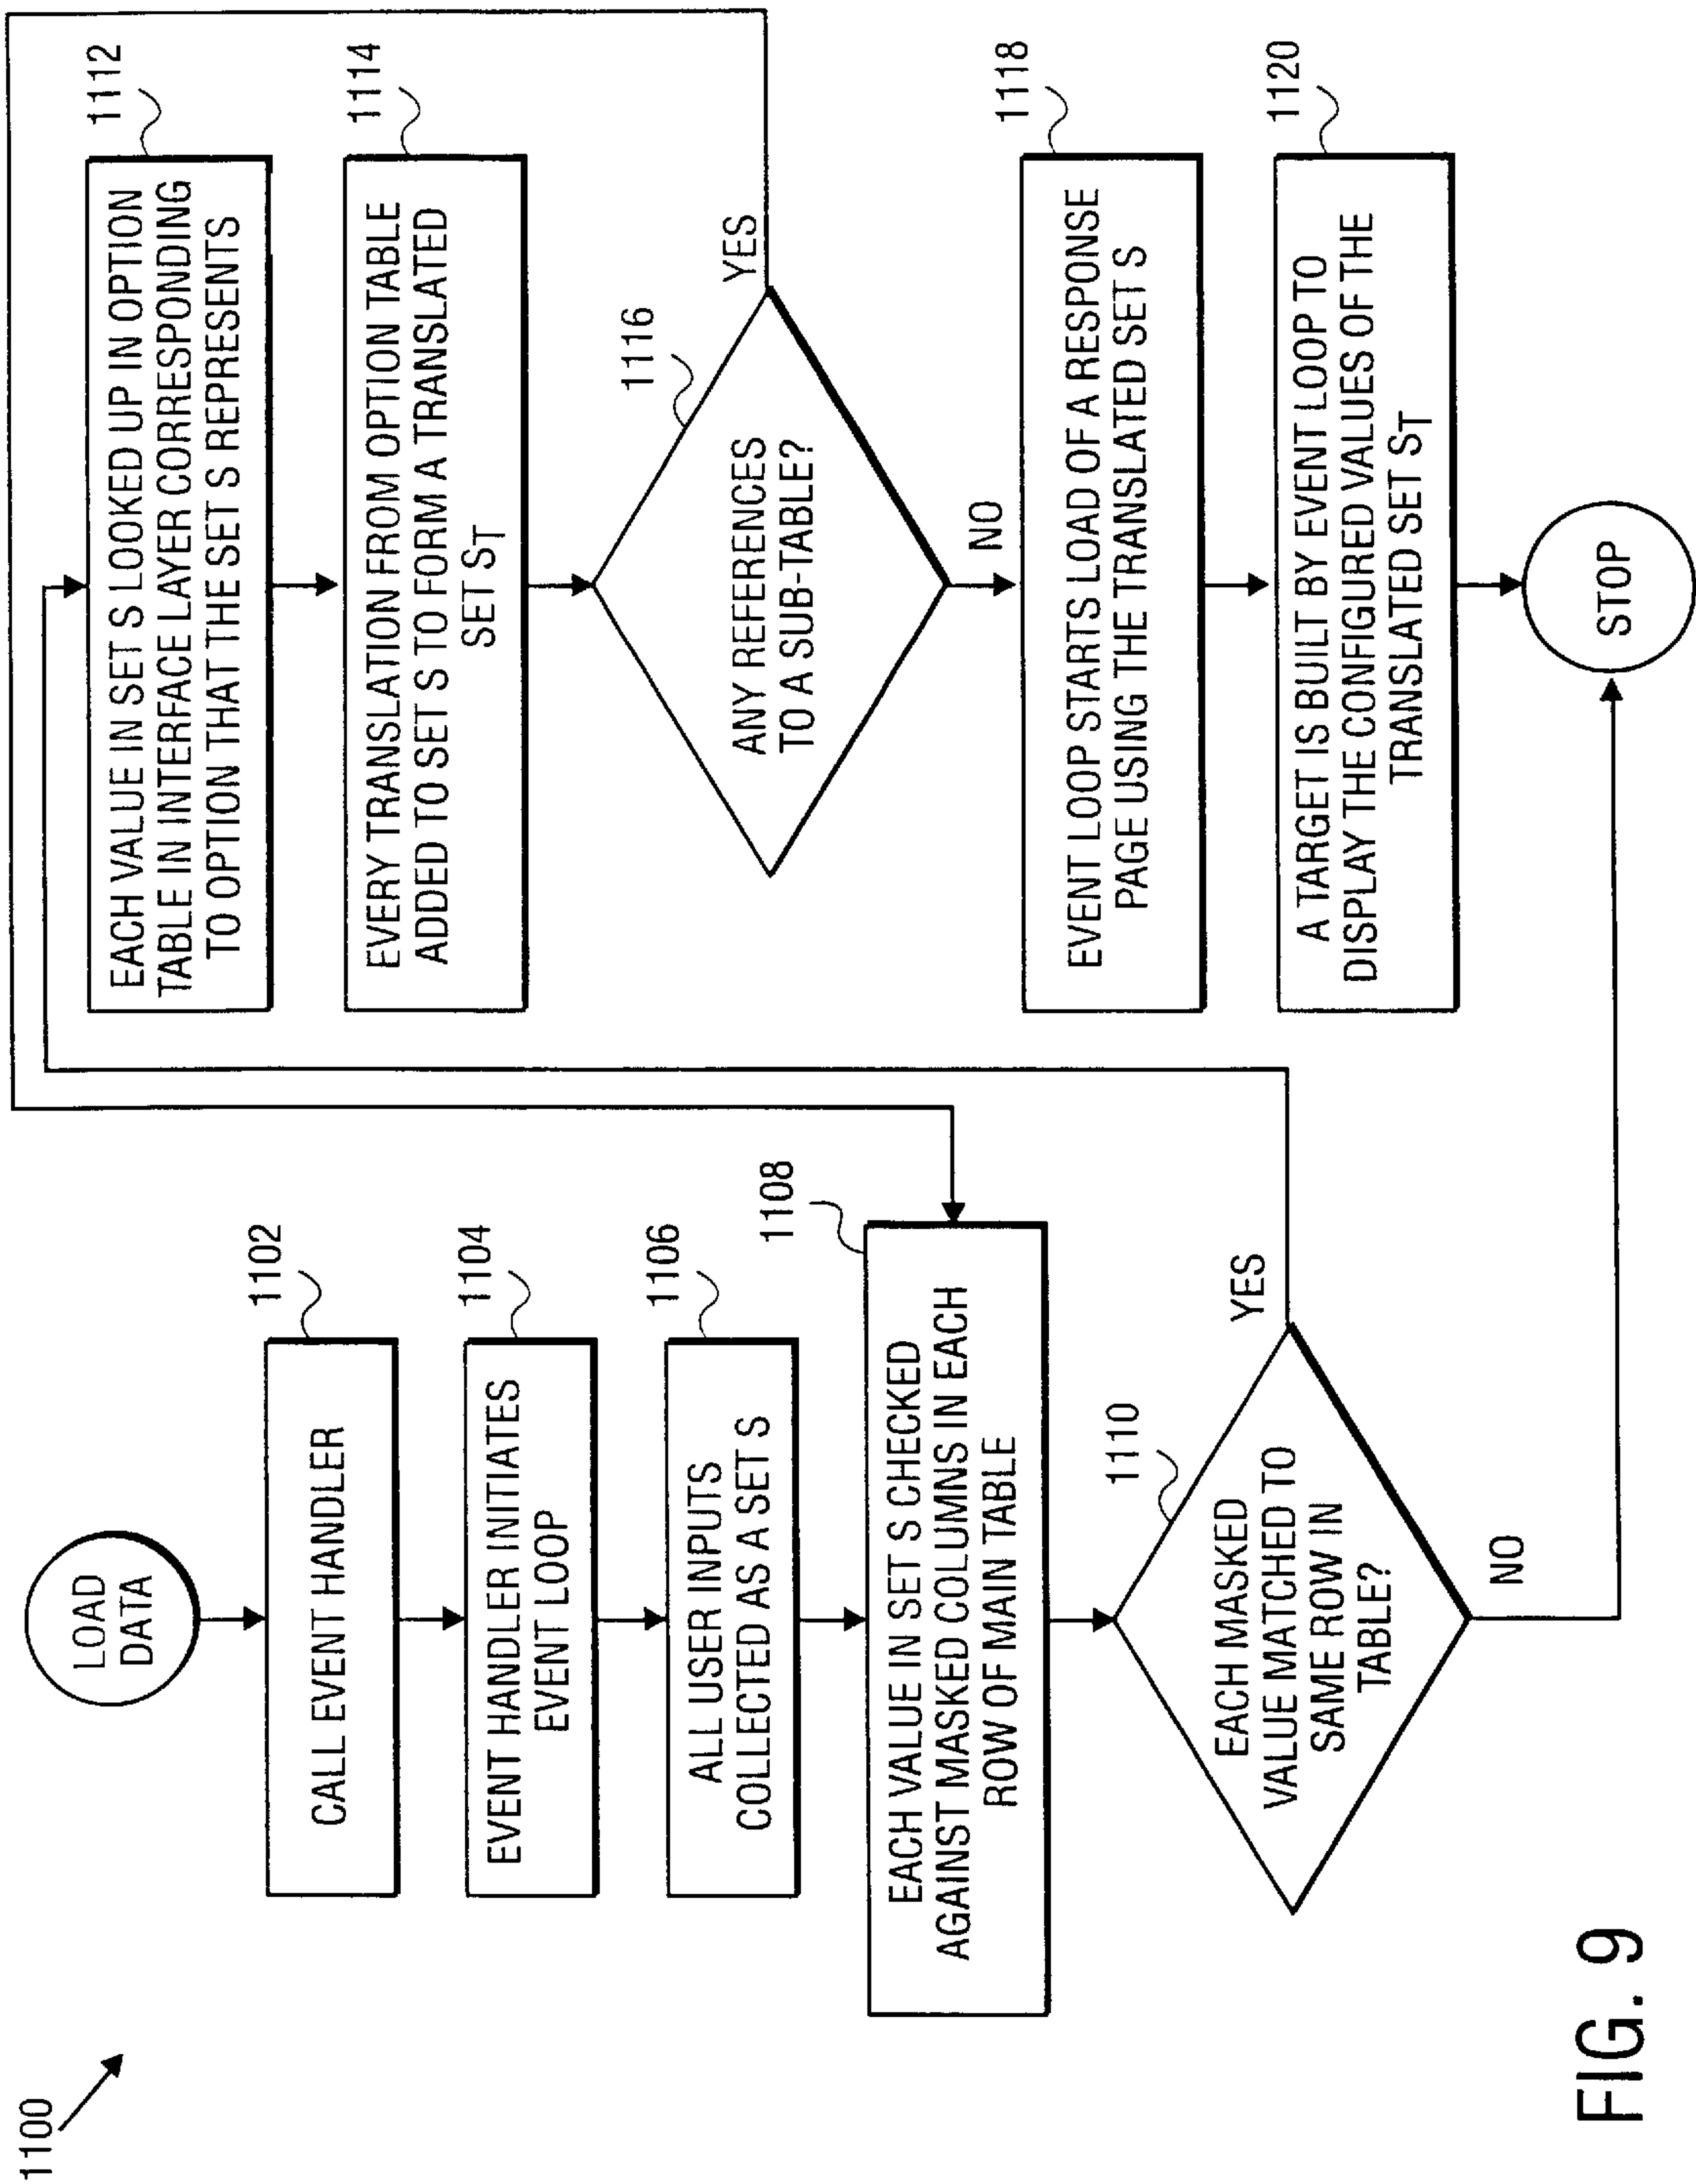 1100
LOAD
DATA
1102
CALL EVENT HANDLER
1104
EVENT HANDLER INITIATES
EVENT LOOP
1106
ALL USER INPUTS
COLLECTED AS A SET S
1108
EACH VALUE IN SET S CHECKED
AGAINST MASKED COLUMNS IN EACH
ROW OF MAIN TABLE
1110
EACH MASKED
VALUE MATCHED TO
SAME ROW IN
TABLE?
YES
NO
1112
EACH VALUE IN SET S LOOKED UP IN OPTION
TABLE IN INTERFACE LAYER CORRESPONDING
TO OPTION THAT THE SET S REPRESENTS
1114
EVERY TRANSLATION FROM OPTION TABLE
ADDED TO SET S TO FORM A TRANSLATED
SET ST
1116
ANY REFERENCES
TO A SUB-TABLE?
YES
NO
1118
EVENT LOOP STARTS LOAD OF A RESPONSE
PAGE USING THE TRANSLATED SET S
1120
A TARGET IS BUILT BY EVENT LOOP TO
DISPLAY THE CONFIGURED VALUES OF THE
TRANSLATED SET ST
STOP
FIG. 9